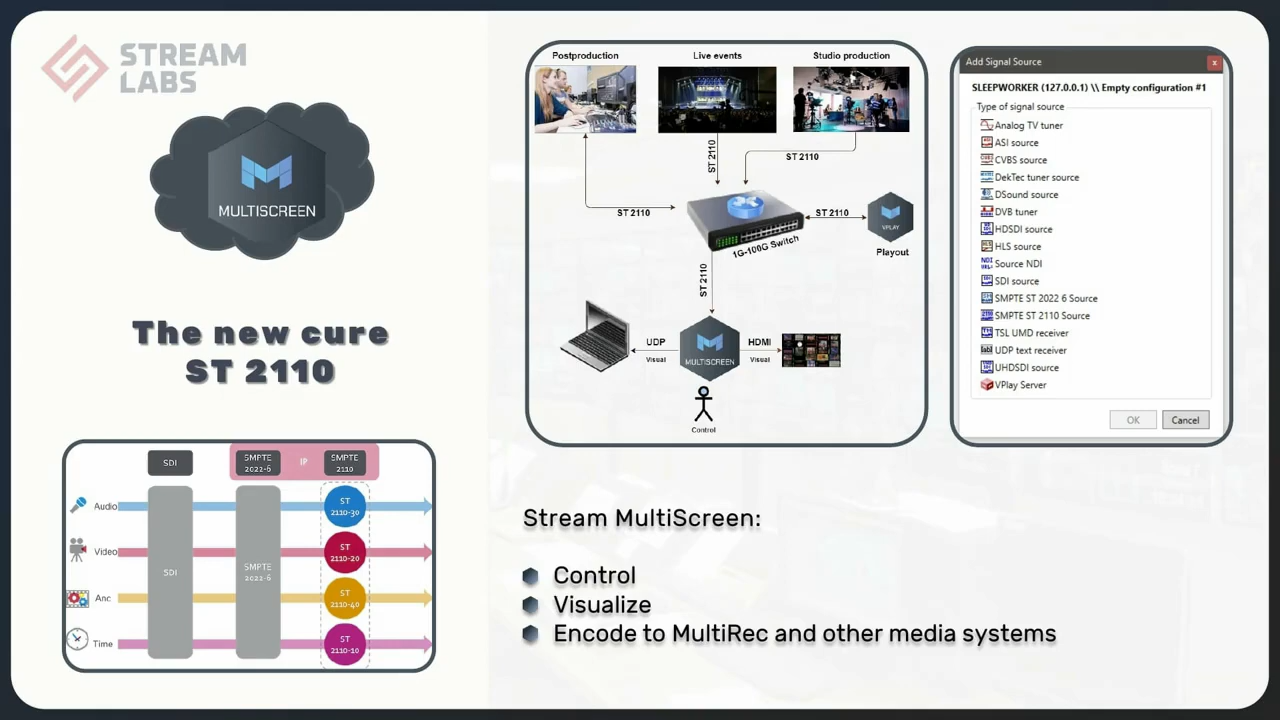 STREAM
LABS
MULTISCREEN
The new cure
ST 2110
SDI
SMPTE
2022-6
IP
SMPTE
2110
Audio
Video
Anc
Time
SDI
SMPTE
2022-6
ST
2110-30
ST
2110-20
ST
2110-40
ST
2110-10
Postproduction
Live events
Studio production
ST 2110
ST 2110
ST 2110
ST 2110
1G-100G Switch
VPLAY
Playout
ST 2110
UDP
Visual
MULTISCREEN
HDMI
Visual
Control
Add Signal Source
x
SLEEPWORKER (127.0.0.1) \\ Empty configuration #1
Type of signal source
Analog TV tuner
ASI source
CVBS source
DekTec tuner source
DSound source
DVB tuner
HDSDI source
HLS source
Source NDI
SDI source
SMPTE ST 2022 6 Source
SMPTE ST 2110 Source
TSL UMD receiver
UDP text receiver
UHDSDI source
VPlay Server
OK
Cancel
Stream MultiScreen:
Control
Visualize
Encode to MultiRec and other media systems